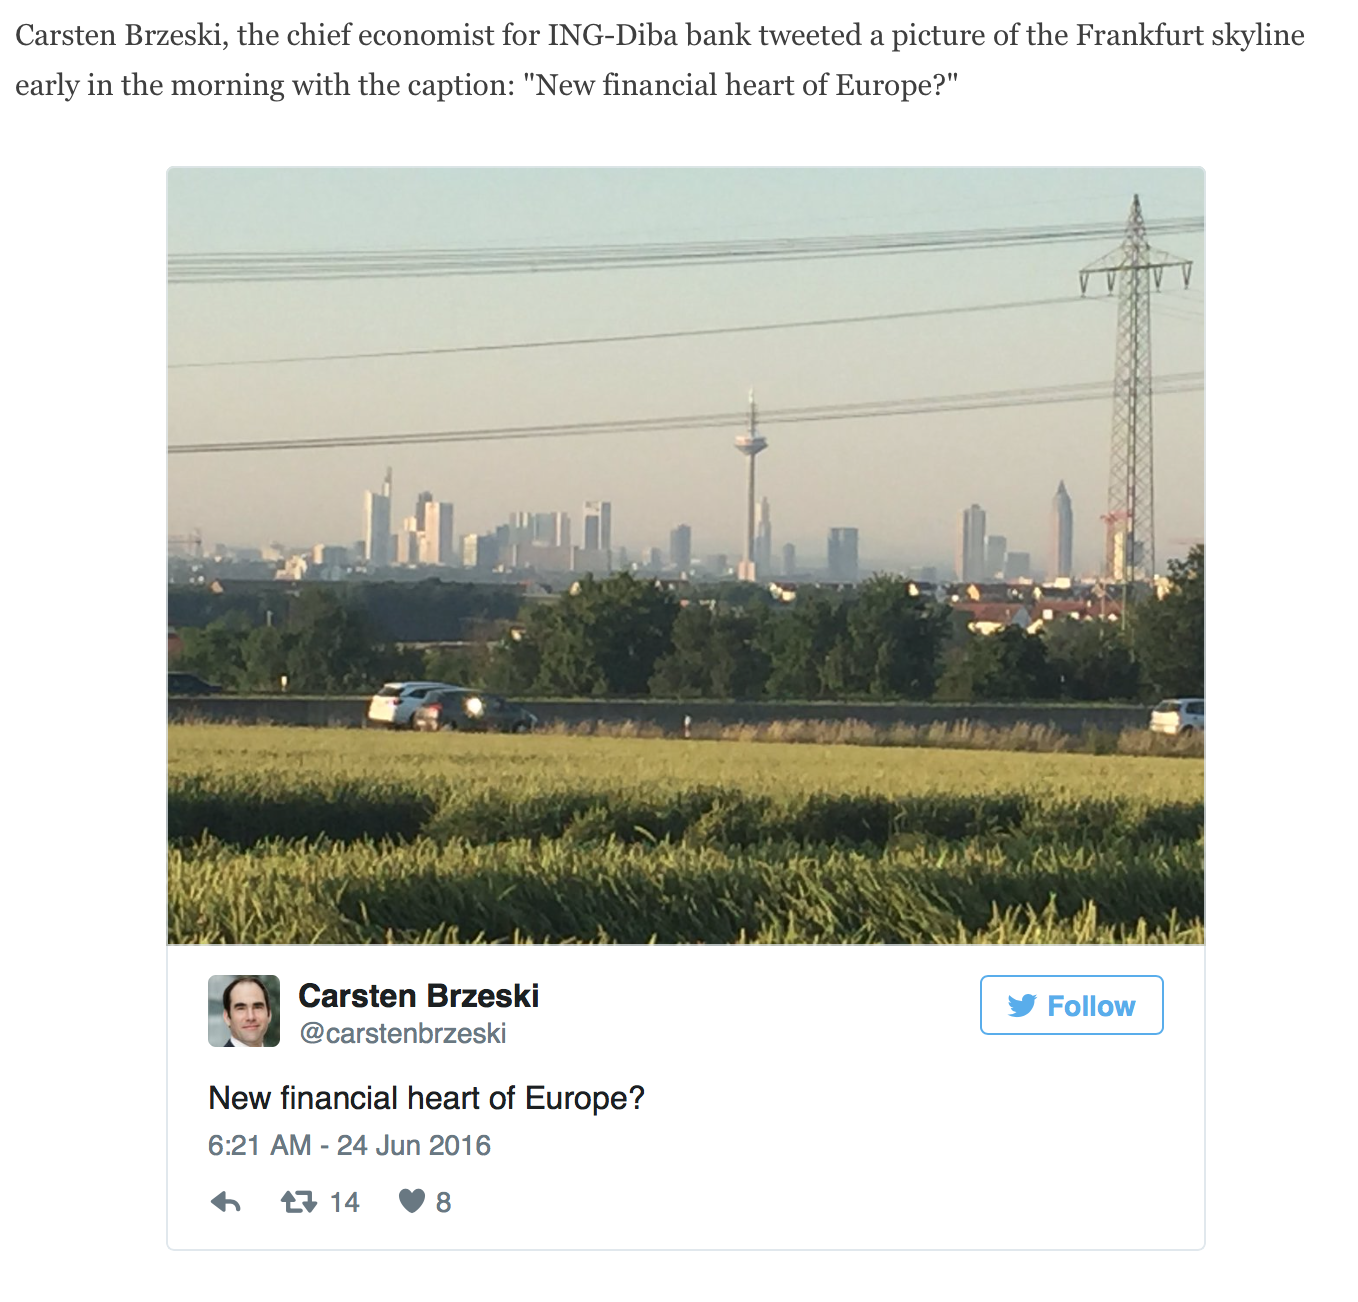 Carsten Brzeski, the chief economist for ING-Diba bank tweeted a picture of the Frankfurt skyline
early in the morning with the caption: "New financial heart of Europe?"
Carsten Brzeski
@carstenbrzeski
Follow
New financial heart of Europe?
6:21 AM - 24 Jun 2016
14 8